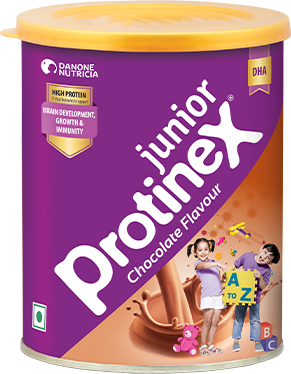 DANONE
NUTRICIA
DHA
HIGH PROTEIN
BRAIN DEVELOPMENT,
GROWTH &
IMMUNITY
junior
Protinex®
Chocolate Flavour
A
TO
Z
B
C